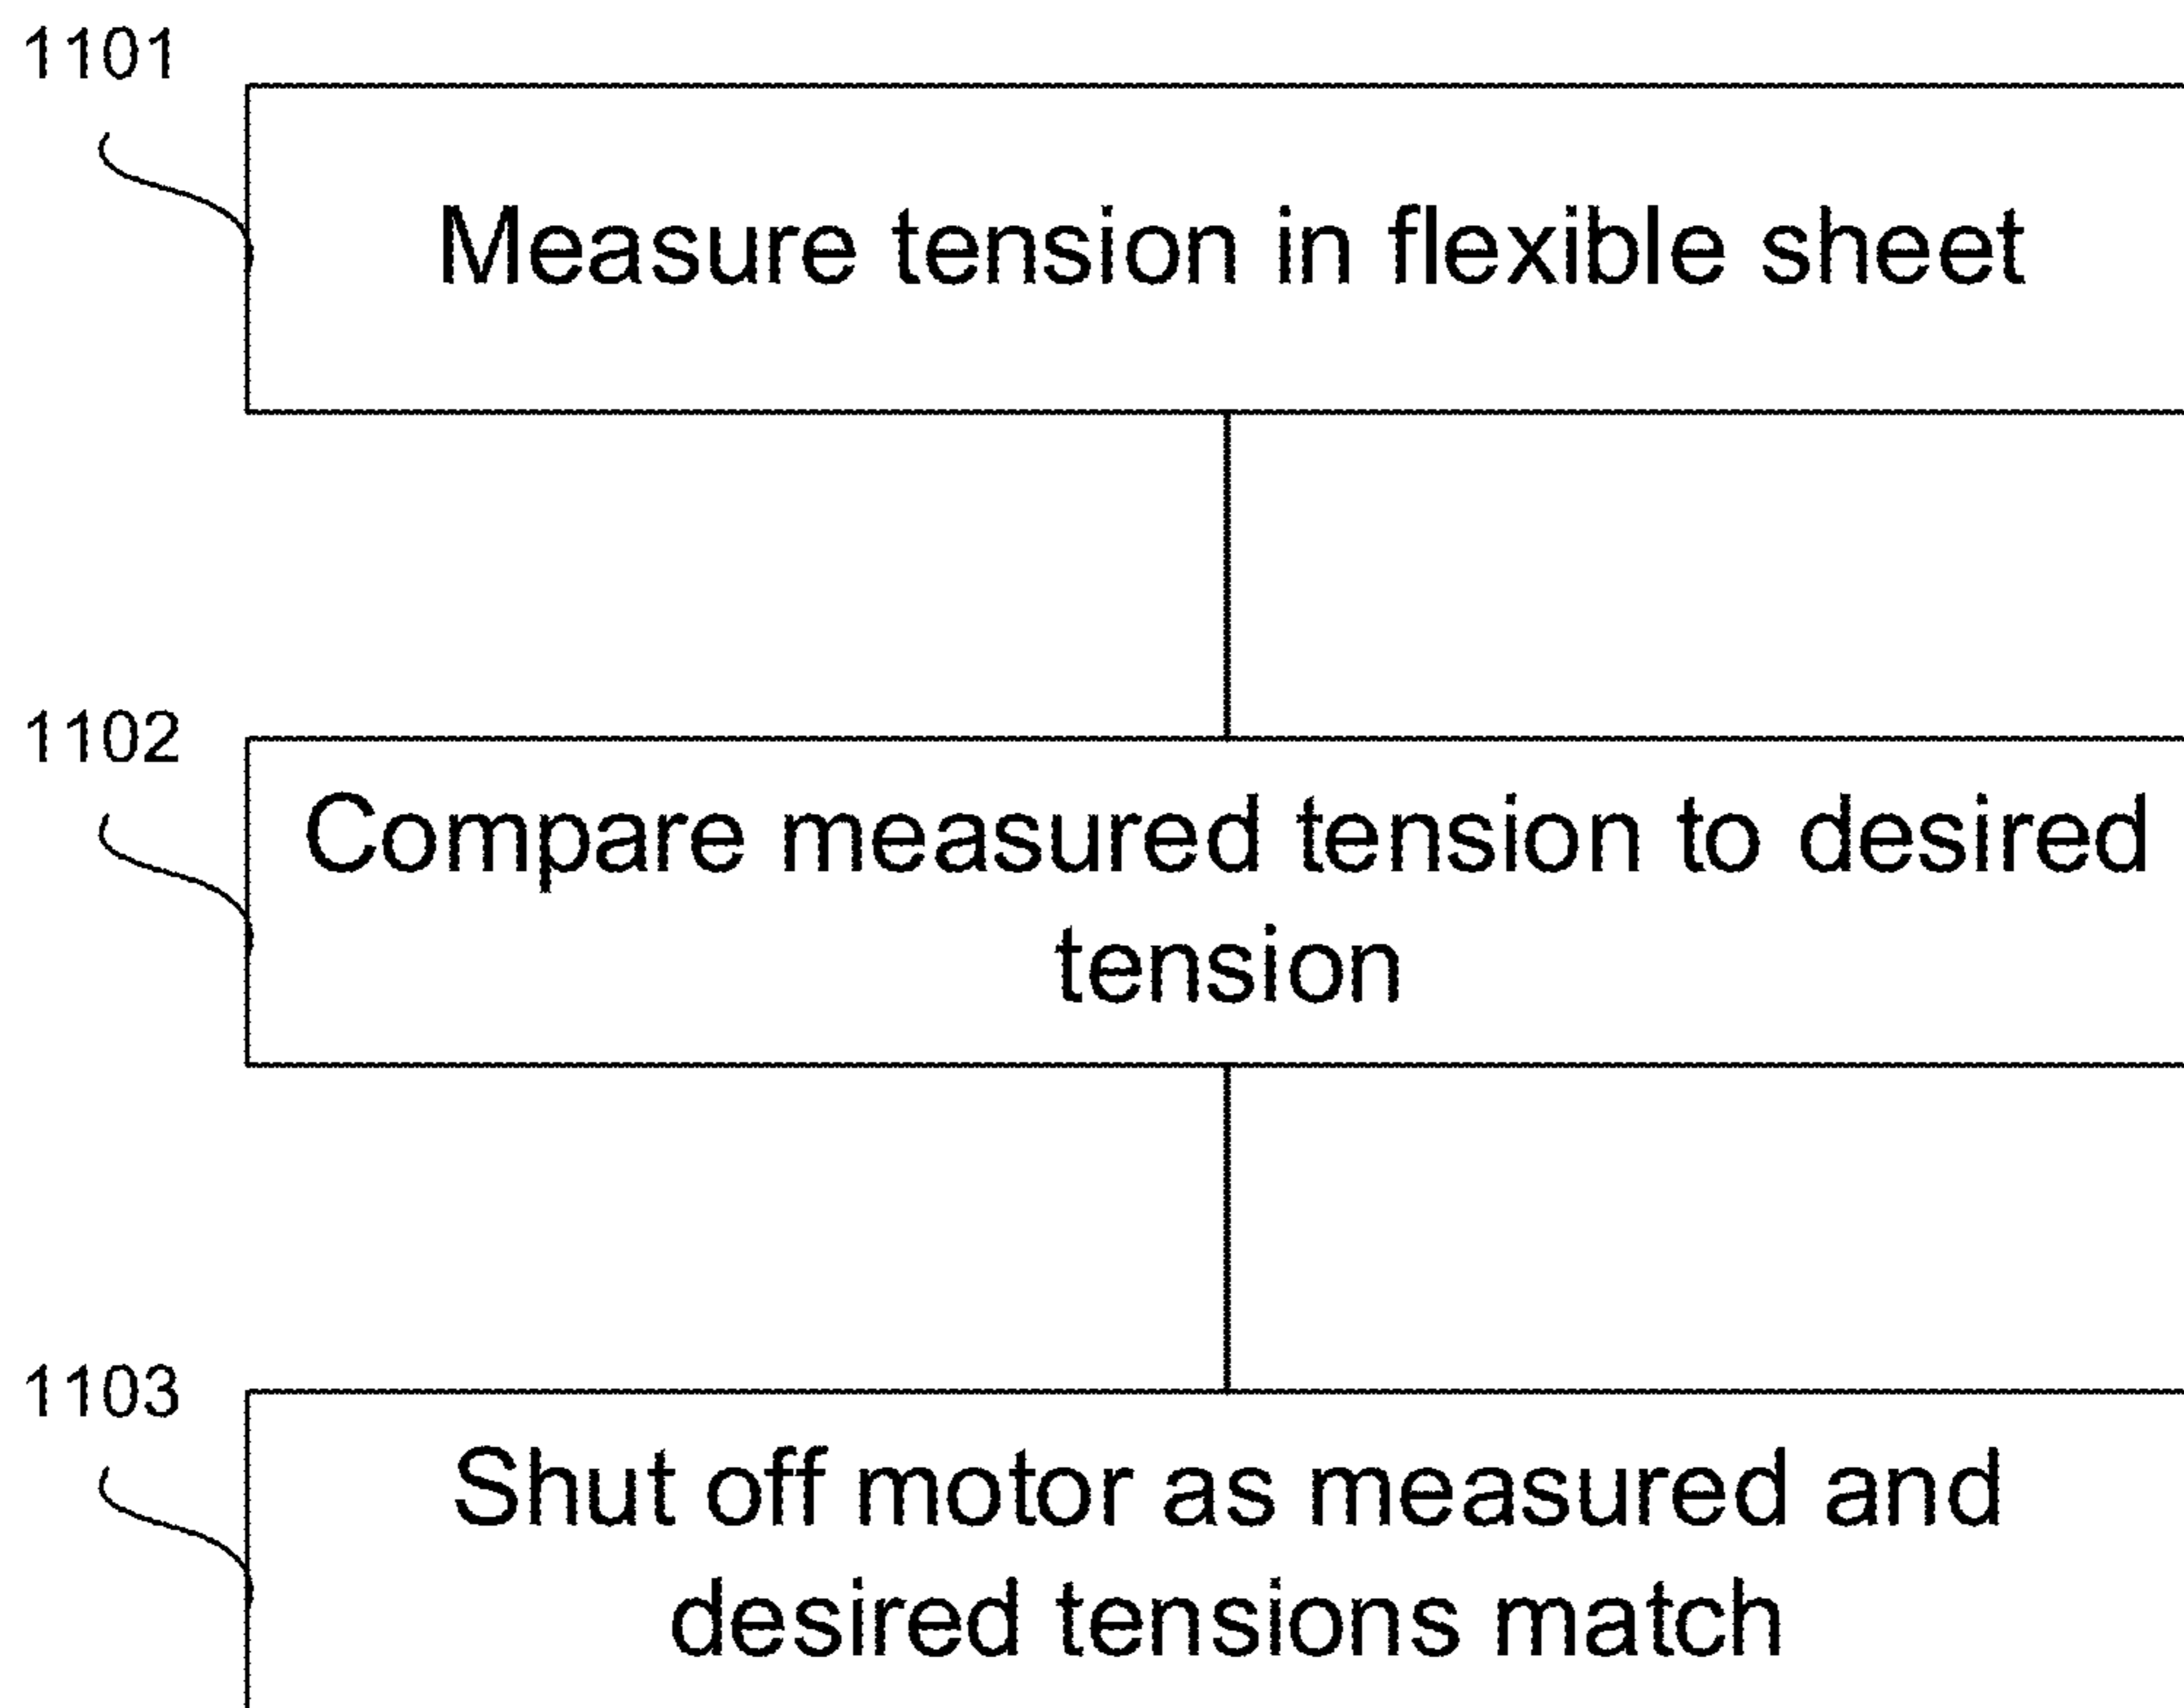 1101
Measure tension in flexible sheet
1102
Compare measured tension to desired
tension
1103
Shut off motor as measured and
desired tensions match